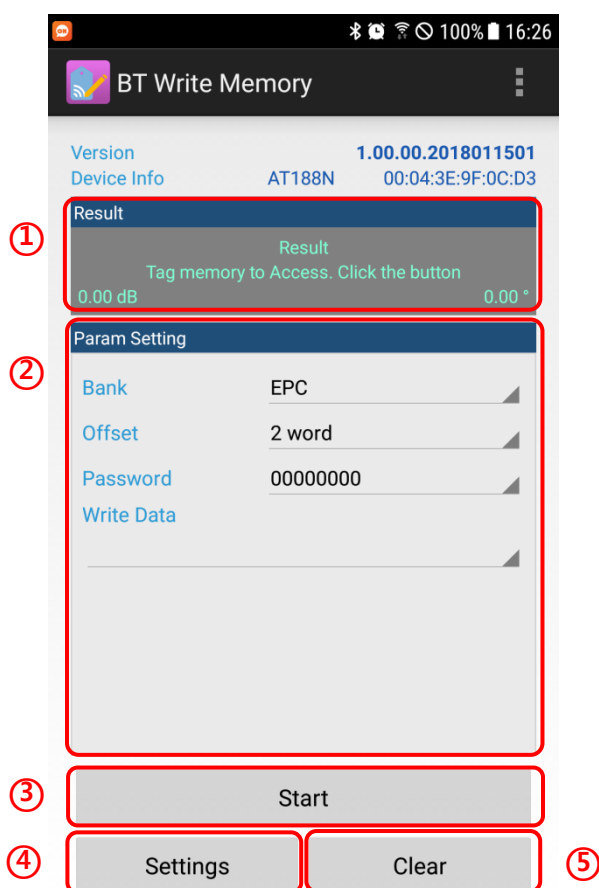 100% 16:26
BT Write Memory
Version 1.00.00.2018011501
Device Info AT188N 00:04:3E:9F:0C:D3
① Result
Result
Tag memory to Access. Click the button
0.00 dB 0.00 °
② Param Setting
Bank EPC
Offset 2 word
Password 00000000
Write Data
③ Start
④ Settings Clear ⑤